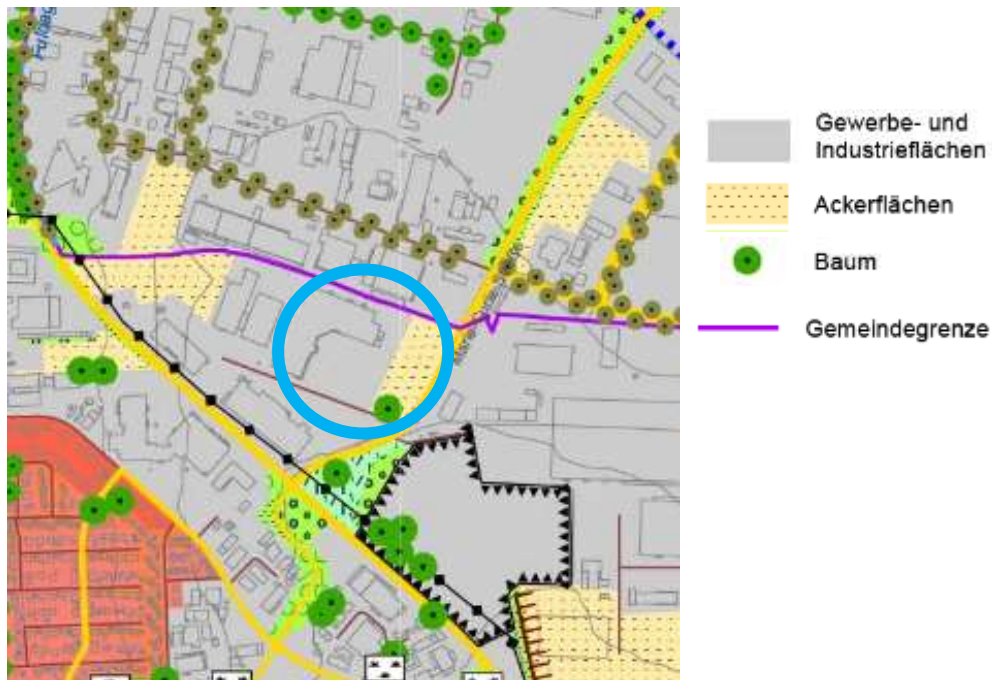 Gewerbe- und
Industrieflächen
Ackerflächen
Baum
Gemeindegrenze